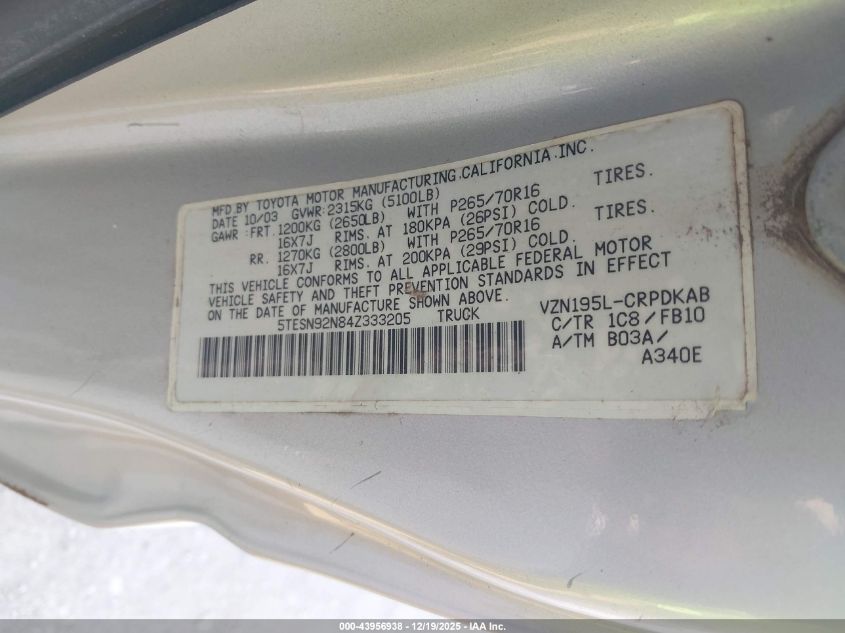 MFD.BY TOYOTA MOTOR MANUFACTURING.CALIFORNIA.INC.
DATE 10/03 GVWR:2315KG (5100LB)
GAWR:FRT. 1200KG (2650LB) WITH P265/70R16 TIRES.
16X7J RIMS. AT 180KPA (26PSI) COLD.
RR. 1270KG (2800LB) WITH P265/70R16 TIRES.
16X7J RIMS. AT 200KPA (29PSI) COLD.
THIS VEHICLE CONFORMS TO ALL APPLICABLE FEDERAL MOTOR
VEHICLE SAFETY AND THEFT PREVENTION STANDARDS IN EFFECT
ON THE DATE OF MANUFACTURE SHOWN ABOVE.
5TESN92N84Z333205 TRUCK VZN195L-CRPDKAB
C/TR 1C8/FB10
A/TM B03A/
A340E
000-43956938 - 12/19/2025 - IAA Inc.